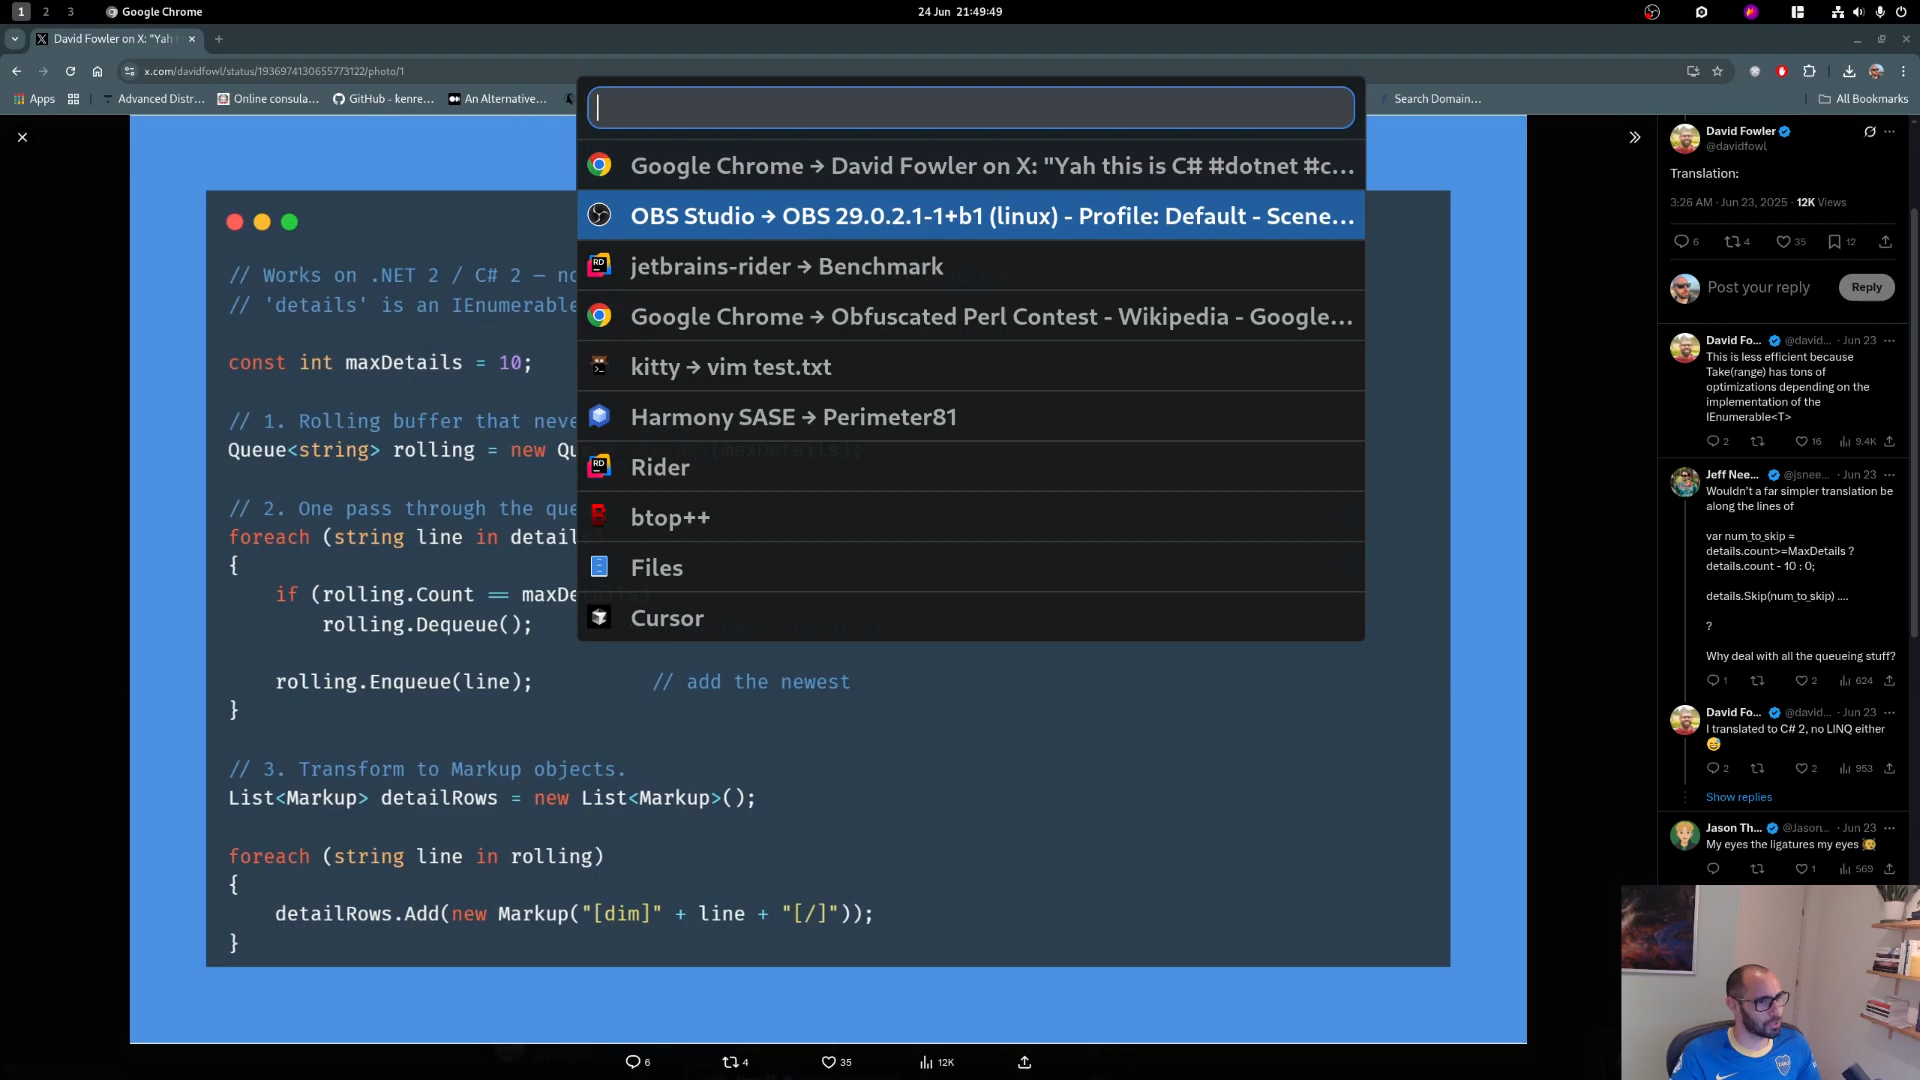 1 2 3 Google Chrome
24 Jun 21:49:49
David Fowler on X: "Yah t
x.com/davidfowl/status/1936974130655773122/photo/1
Apps
Advanced Distr...
Online consula...
GitHub - kenre...
An Alternative...
Search Domain...
All Bookmarks
Google Chrome → David Fowler on X: "Yah this is C# #dotnet #c...
OBS Studio → OBS 29.0.2.1-1+b1 (linux) - Profile: Default - Scene...
jetbrains-rider → Benchmark
Google Chrome → Obfuscated Perl Contest - Wikipedia - Google...
kitty → vim test.txt
Harmony SASE → Perimeter81
Rider
btop++
Files
Cursor
// Works on .NET 2 / C# 2 — no
// 'details' is an IEnumerable
const int maxDetails = 10;
// 1. Rolling buffer that neve
Queue<string> rolling = new Qu (maxDetails);
// 2. One pass through the que
foreach (string line in details
{
if (rolling.Count == maxDetails)
rolling.Dequeue();
rolling.Enqueue(line); // add the newest
}
// 3. Transform to Markup objects.
List<Markup> detailRows = new List<Markup>();
foreach (string line in rolling)
{
detailRows.Add(new Markup("[dim]" + line + "[/]"));
}
6 4 35 12K
David Fowler
@davidfowl
Translation:
3:26 AM · Jun 23, 2025 · 12K Views
6 4 35 12
Post your reply
Reply
David Fo... @david... · Jun 23
This is less efficient because
Take(range) has tons of
optimizations depending on the
implementation of the
IEnumerable<T>
2 16 9.4K
Jeff Nee... @jsnee... · Jun 23
Wouldn't a far simpler translation be
along the lines of
var num_to_skip =
details.count>=MaxDetails ?
details.count - 10 : 0;
details.Skip(num_to_skip) ....
?
Why deal with all the queueing stuff?
1 2 624
David Fo... @david... · Jun 23
I translated to C# 2, no LINQ either
2 2 953
Show replies
Jason Th... @Jason... · Jun 23
My eyes the ligatures my eyes
1 569